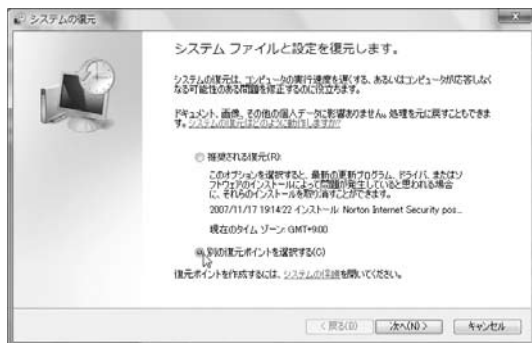 システムの復元
システム ファイルと設定を復元します。
システムの復元は、コンピュータの実行速度を遅くする、あるいはコンピュータが応答しなく
なる可能性のある問題を修正するのに役立ちます。
ドキュメント、画像、その他の個人データに影響ありません。処理を元に戻すこともできま
す。システムの復元はどのように動作しますか?
推奨される復元(R):
このオプションを選択すると、最新の更新プログラム、ドライバ、またはソ
フトウェアのインストールによって問題が発生していると思われる場合
に、それらのインストールを取り消すことができます。
2007/11/17 19:14:22 インストール: Norton Internet Security pos...
現在のタイム ゾーン: GMT+9:00
別の復元ポイントを選択する(C)
復元ポイントを作成するには、システムの保護を開いてください。
< 戻る(B)
次へ(N) >
キャンセル